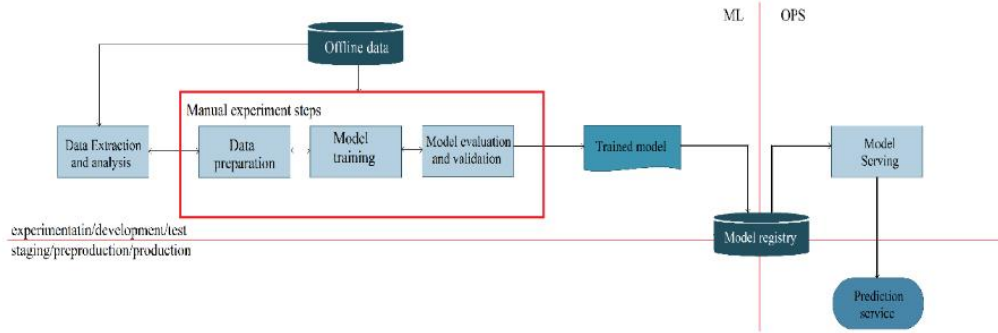 ML
OPS
Offline data
Manual experiment steps
Data Extraction
and analysis
Data
preparation
Model
training
Model evaluation
and validation
Trained model
Model
Serving
experimentatin/development/test
staging/preproduction/production
Model registry
Prediction
service